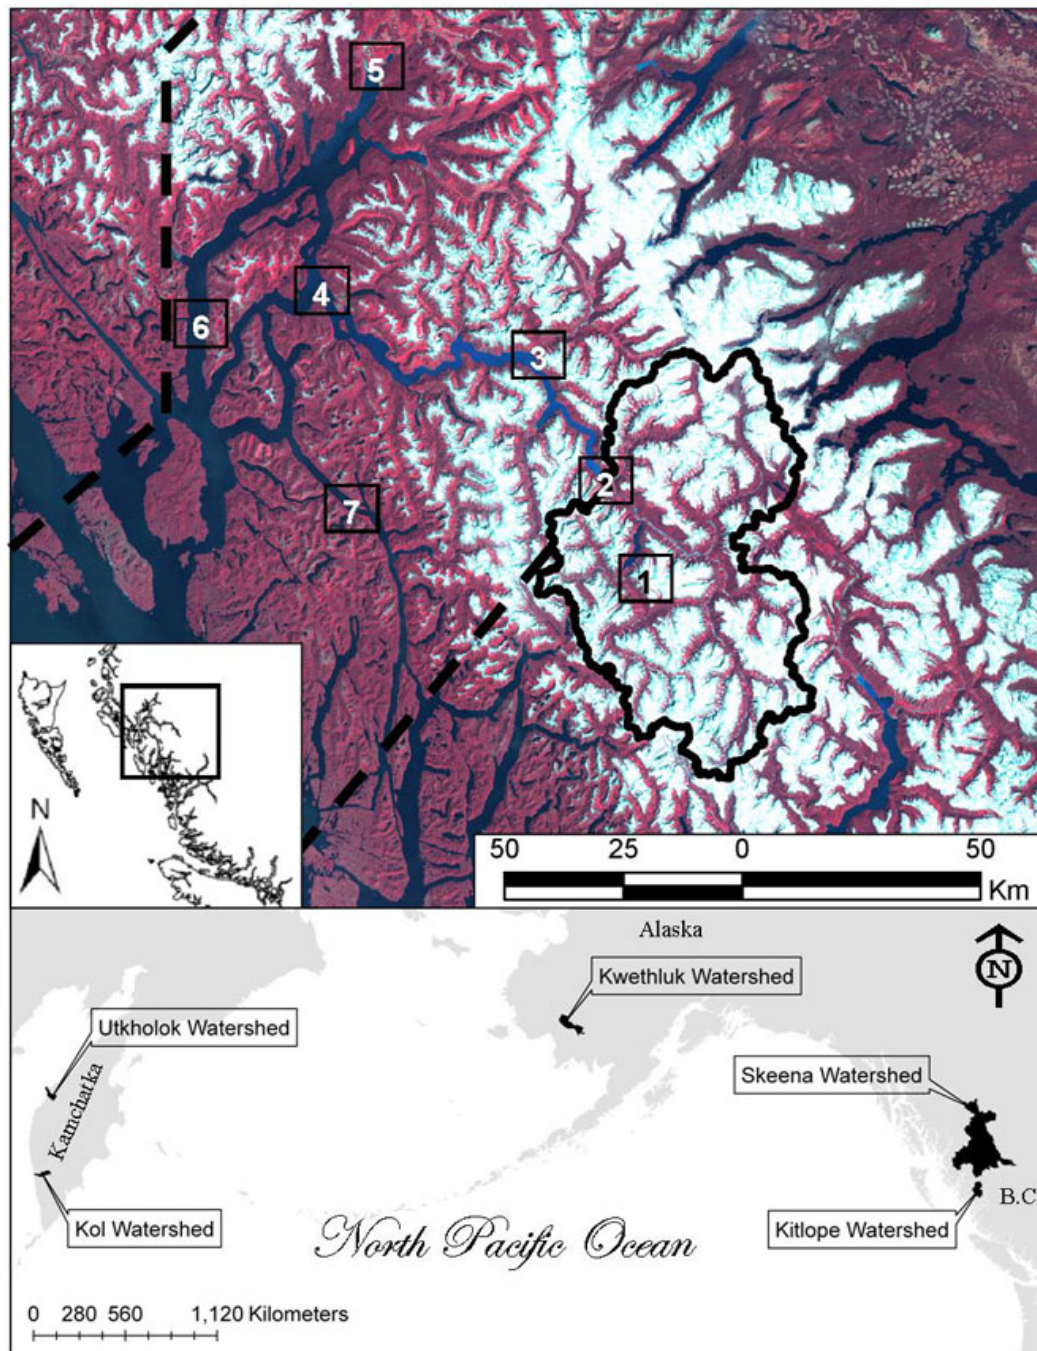 5
4
6
3
2
7
1
N
50 25 0 50
Km
Alaska
N
Kwethluk Watershed
Utkholok Watershed
Skeena Watershed
Kamchatka
B.C
Kol Watershed
Kitlope Watershed
North Pacific Ocean
0 280 560 1,120 Kilometers